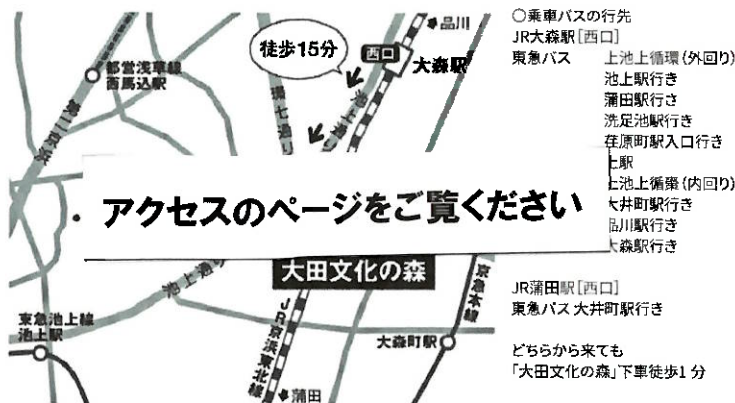 品川
徒歩15分
西口
大森駅
都営浅草線
西馬込駅
環七通り
池上通り
第二京浜
アクセスのページをご覧ください
大田文化の森
池上通り
JR京浜東北線
京急本線
東急池上線
池上駅
大森町駅
蒲田
○乗車バスの行先
JR大森駅[西口]
東急バス 上池上循環(外回り)
池上駅行き
蒲田駅行さ
洗足池駅行き
荏原町駅入口行き
上駅
上池上循環(内回り)
大井町駅行き
品川駅行き
大森駅行き
JR蒲田駅[西口]
東急バス 大井町駅行き
どちらから来ても
「大田文化の森」下車徒歩1分